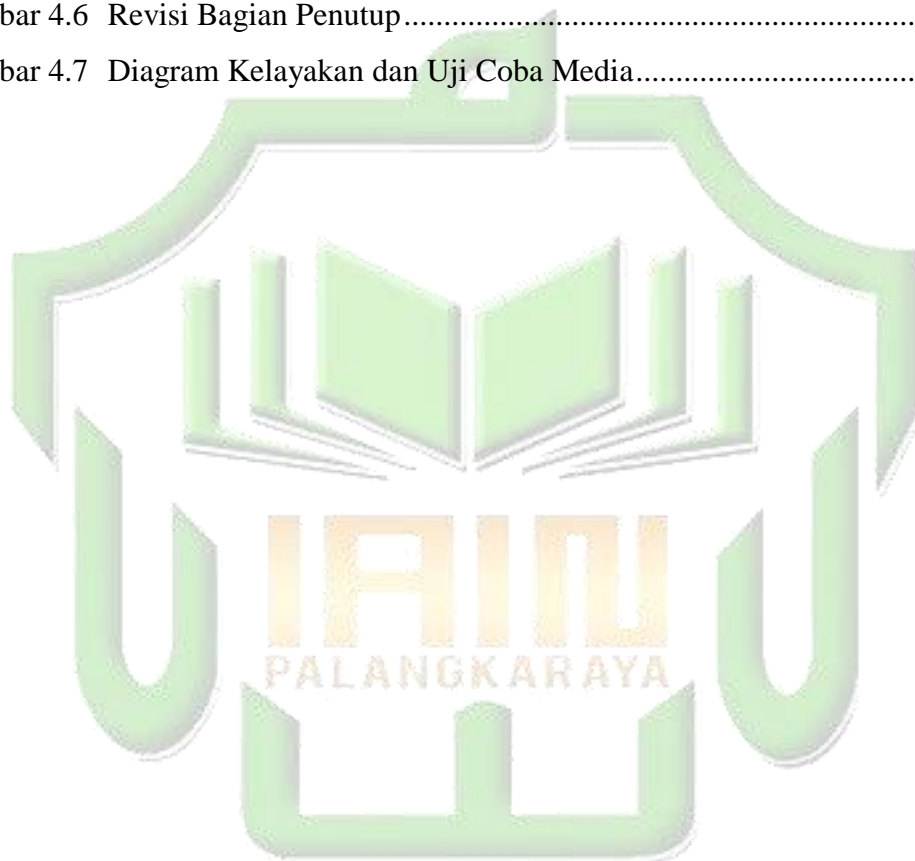 bar 4.6 Revisi Bagian Penutup................................................................
bar 4.7 Diagram Kelayakan dan Uji Coba Media...................................
IAIN
PALANGKARAYA